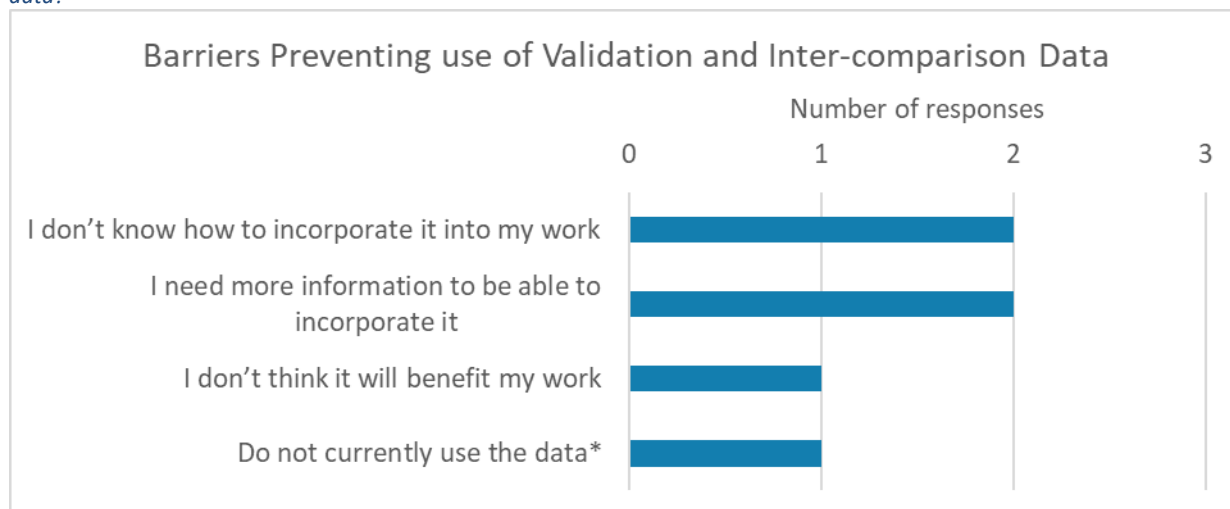 data?
Barriers Preventing use of Validation and Inter-comparison Data
Number of responses
0 1 2 3
I don’t know how to incorporate it into my work
I need more information to be able to
incorporate it
I don’t think it will benefit my work
Do not currently use the data*